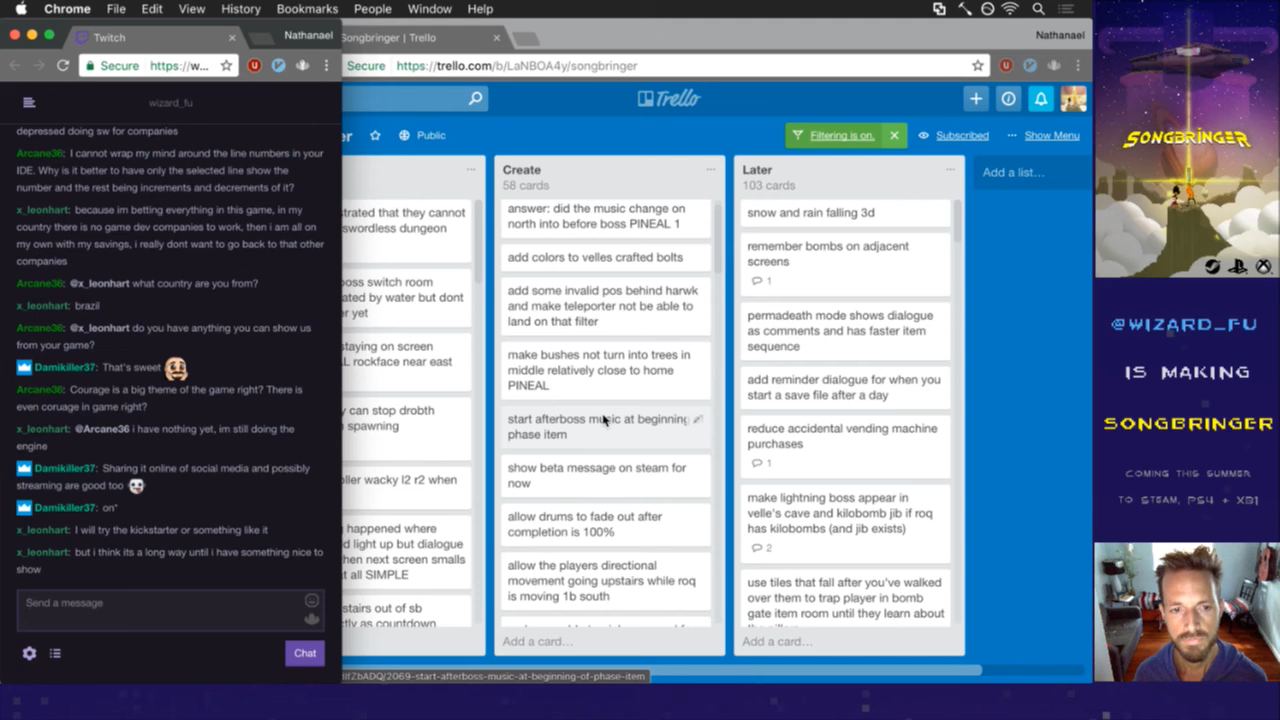 Chrome File Edit View History Bookmarks People Window Help
Twitch
Nathanael
Songbringer | Trello
Nathanael
Secure https://w...
Secure https://trello.com/b/LaNBOA4y/songbringer
wizard_fu
depressed doing sw for companies
Arcane36: I cannot wrap my mind around the line numbers in your
IDE. Why is it better to have only the selected line show the
number and the rest being increments and decrements of it?
x_leonhart: because im betting everything in this game, in my
country there is no game dev companies to work, then i am all on
my own with my savings, i really dont want to go back to that other
companies
Arcane36: @x_leonhart what country are you from?
x_leonhart: brazil
Arcane36: @x_leonhart do you have anything you can show us
from your game?
Damikiller37: That's sweet
Arcane36: Courage is a big theme of the game right? There is
even coruage in game right?
x_leonhart: @Arcane36 i have nothing yet, im still doing the
engine
Damikiller37: Sharing it online of social media and possibly
streaming are good too
Damikiller37: on*
x_leonhart: I will try the kickstarter or something like it
x_leonhart: but i think its a long way until i have something nice to
show
Send a message
Chat
Trello
er
Public
Filtering is on.
Subscribed
Show Menu
strated that they cannot
swordless dungeon
boss switch room
ated by water but dont
er yet
staying on screen
AL rockface near east
y can stop drobth
n spawning
oller wacky l2 r2 when
happened where
d light up but dialogue
hen next screen smalls
t all SIMPLE
stairs out of sb
ctly as countdown
Create
58 cards
answer: did the music change on
north into before boss PINEAL 1
add colors to velles crafted bolts
add some invalid pos behind harwk
and make teleporter not be able to
land on that filter
make bushes not turn into trees in
middle relatively close to home
PINEAL
start afterboss music at beginning
phase item
show beta message on steam for
now
allow drums to fade out after
completion is 100%
allow the players directional
movement going upstairs while roq
is moving 1b south
Add a card...
Later
103 cards
snow and rain falling 3d
remember bombs on adjacent
screens
1
permadeath mode shows dialogue
as comments and has faster item
sequence
add reminder dialogue for when you
start a save file after a day
reduce accidental vending machine
purchases
1
make lightning boss appear in
velle's cave and kilobomb jib if roq
has kilobombs (and jib exists)
2
use tiles that fall after you've walked
over them to trap player in bomb
gate item room until they learn about
Add a card...
Add a list...
lifZbADQ/2069-start-afterboss-music-at-beginning-of-phase-item
SONGBRINGER
@WIZARD_FU
IS MAKING
SONGBRINGER
COMING THIS SUMMER
TO STEAM, PS4 + XB1